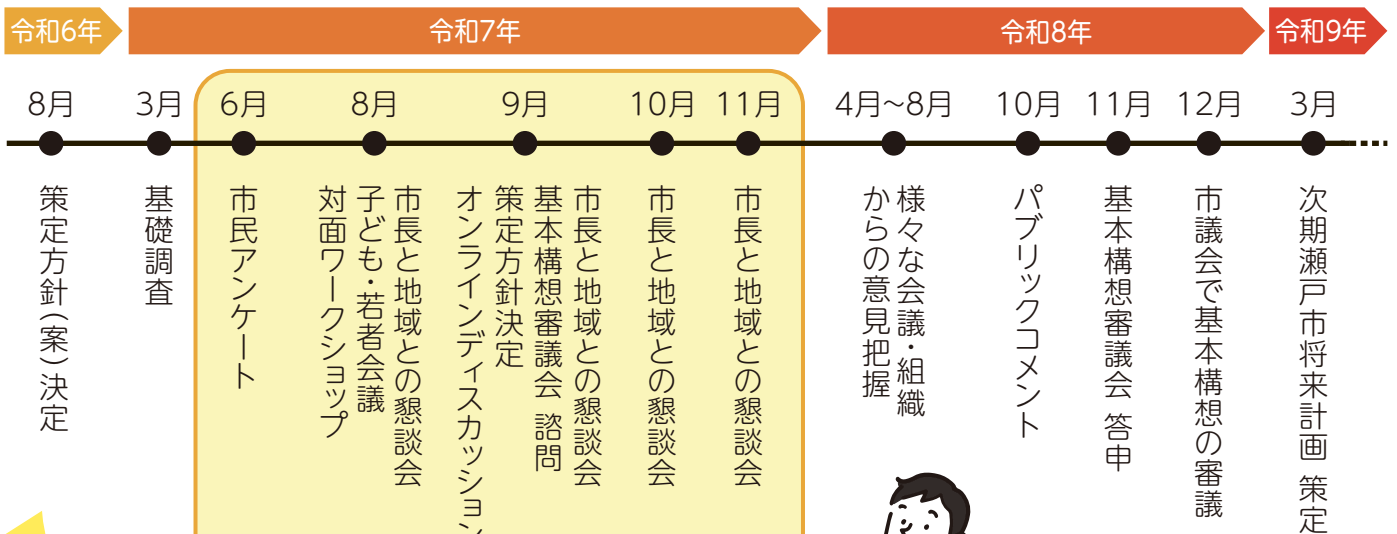 令和6年
令和7年
令和8年
令和9年
8月
3月
6月
8月
9月
10月
11月
4月~8月
10月
11月
12月
3月
策定方針(案)決定
基礎調査
市民アンケート
市長と地域との懇談会
子ども・若者会議
対面ワークショップ
市長と地域との懇談会
基本構想審議会 諮問
策定方針決定
オンラインディスカッション
市長と地域との懇談会
市長と地域との懇談会
様々な会議・組織
からの意見把握
パブリックコメント
基本構想審議会 答申
市議会で基本構想の審議
次期瀬戸市将来計画 策定